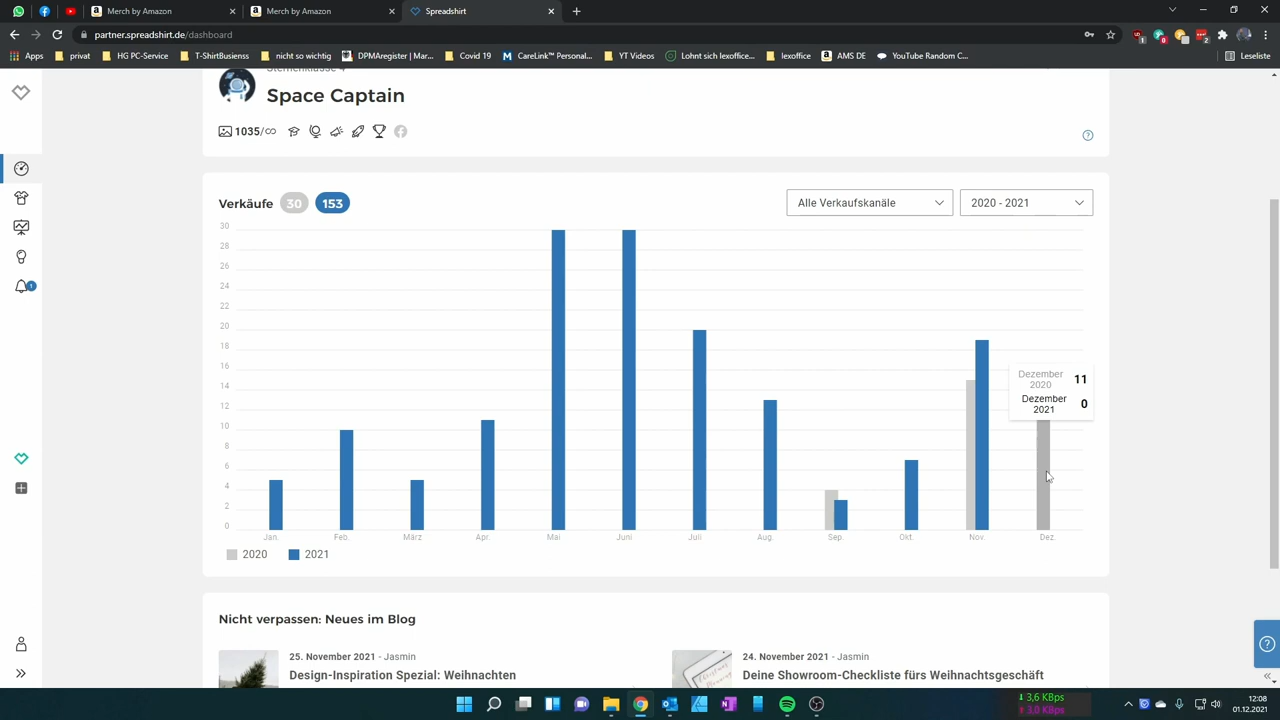 Merch by Amazon
Merch by Amazon
Spreadshirt
partner.spreadshirt.de/dashboard
Apps
privat
HG PC-Service
T-ShirtBusienss
nicht so wichtig
DPMAregister | Mar...
Covid 19
CareLink™ Personal...
YT Videos
Lohnt sich lexoffice...
lexoffice
AMS DE
YouTube Random C...
Leseliste
Space Captain
1035/∞
Verkäufe 30 153
Alle Verkaufskanäle
2020 - 2021
30
28
26
24
22
20
18
16
14
12
10
8
6
4
2
0
Dezember 2020 11
Dezember 2021 0
Jan. Feb. März Apr. Mai Juni Juli Aug. Sep. Okt. Nov. Dez.
2020 2021
Nicht verpassen: Neues im Blog
25. November 2021 - Jasmin
Design-Inspiration Spezial: Weihnachten
24. November 2021 - Jasmin
Deine Showroom-Checkliste fürs Weihnachtsgeschäft
3,6 KBps
3,0 KBps
12:08
01.12.2021